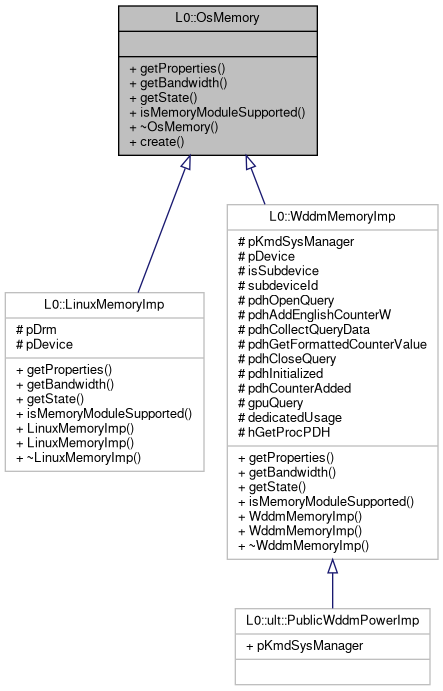 L0::OsMemory
+ getProperties()
+ getBandwidth()
+ getState()
+ isMemoryModuleSupported()
+ ~OsMemory()
+ create()
L0::LinuxMemoryImp
# pDrm
# pDevice
+ getProperties()
+ getBandwidth()
+ getState()
+ isMemoryModuleSupported()
+ LinuxMemoryImp()
+ LinuxMemoryImp()
+ ~LinuxMemoryImp()
L0::WddmMemoryImp
# pKmdSysManager
# pDevice
# isSubdevice
# subdeviceId
# pdhOpenQuery
# pdhAddEnglishCounterW
# pdhCollectQueryData
# pdhGetFormattedCounterValue
# pdhCloseQuery
# pdhInitialized
# pdhCounterAdded
# gpuQuery
# dedicatedUsage
# hGetProcPDH
+ getProperties()
+ getBandwidth()
+ getState()
+ isMemoryModuleSupported()
+ WddmMemoryImp()
+ WddmMemoryImp()
+ ~WddmMemoryImp()
L0::ult::PublicWddmPowerImp
+ pKmdSysManager